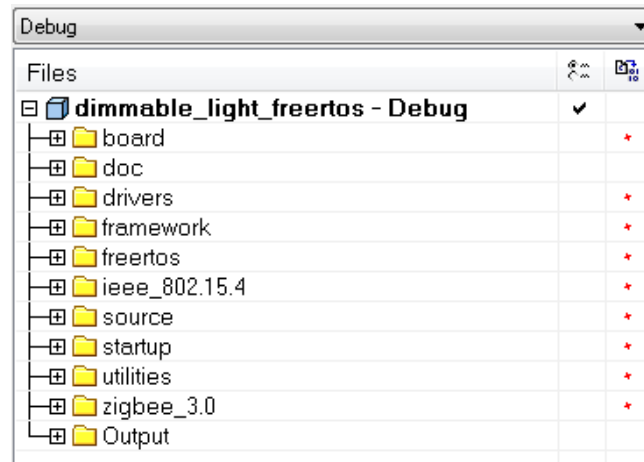 Debug
Files
dimmable_light_freertos - Debug
board
doc
drivers
framework
freertos
ieee_802.15.4
source
startup
utilities
zigbee_3.0
Output